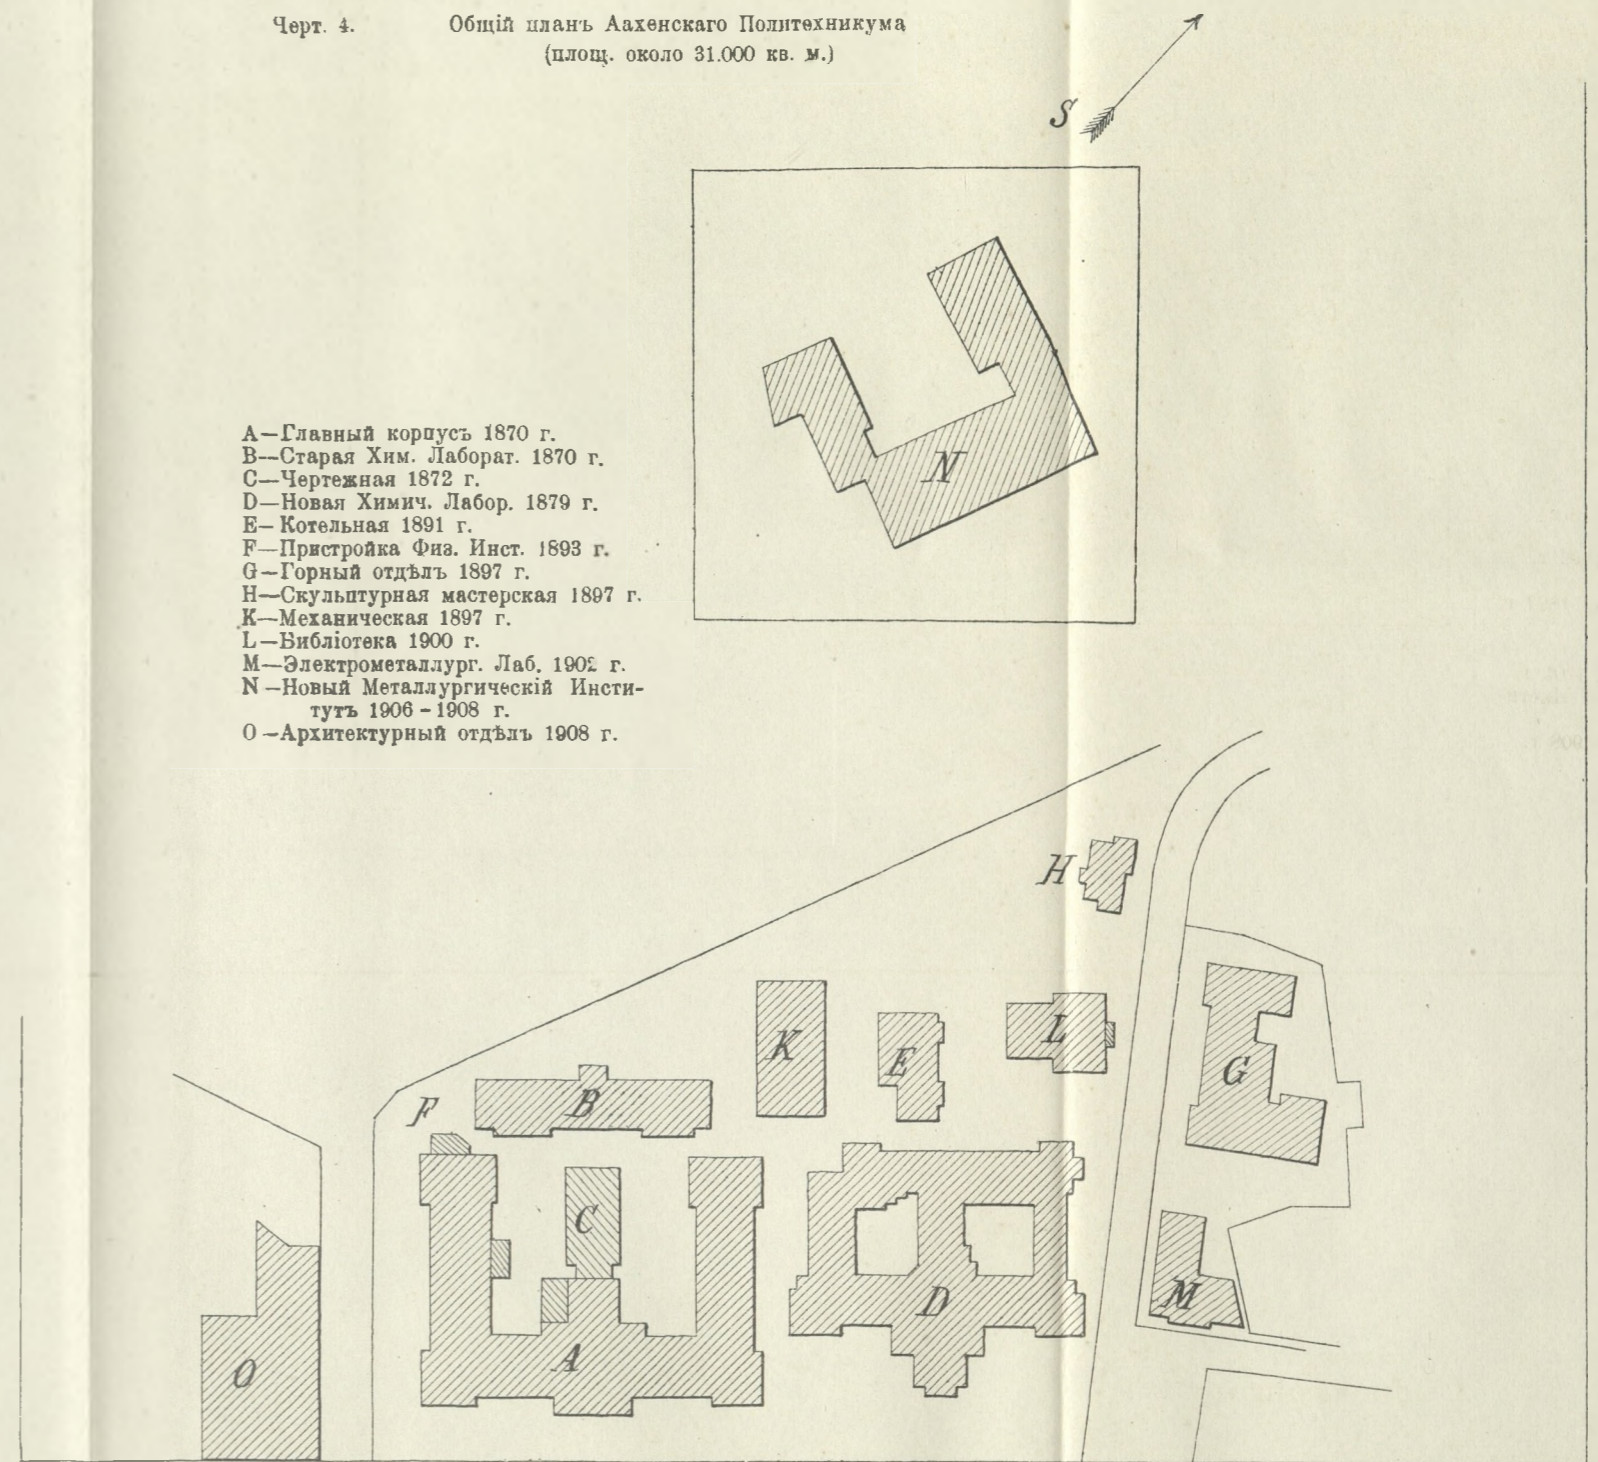 Черт. 4. Общій планъ Аахенскаго Политехникума
(площ. около 31.000 кв. м.)
S
N
A—Главный корпусъ 1870 г.
B—Старая Хим. Лаборат. 1870 г.
C—Чертежная 1872 г.
D—Новая Химич. Лабор. 1879 г.
E—Котельная 1891 г.
F—Пристройка Физ. Инст. 1893 г.
G—Горный отдѣлъ 1897 г.
H—Скульптурная мастерская 1897 г.
K—Механическая 1897 г.
L—Библіотека 1900 г.
M—Электрометаллург. Лаб. 1902 г.
N—Новый Металлургическій Инсти-
тутъ 1906-1908 г.
O—Архитектурный отдѣлъ 1908 г.
H
K
E
L
G
F
B
C
D
M
A
O